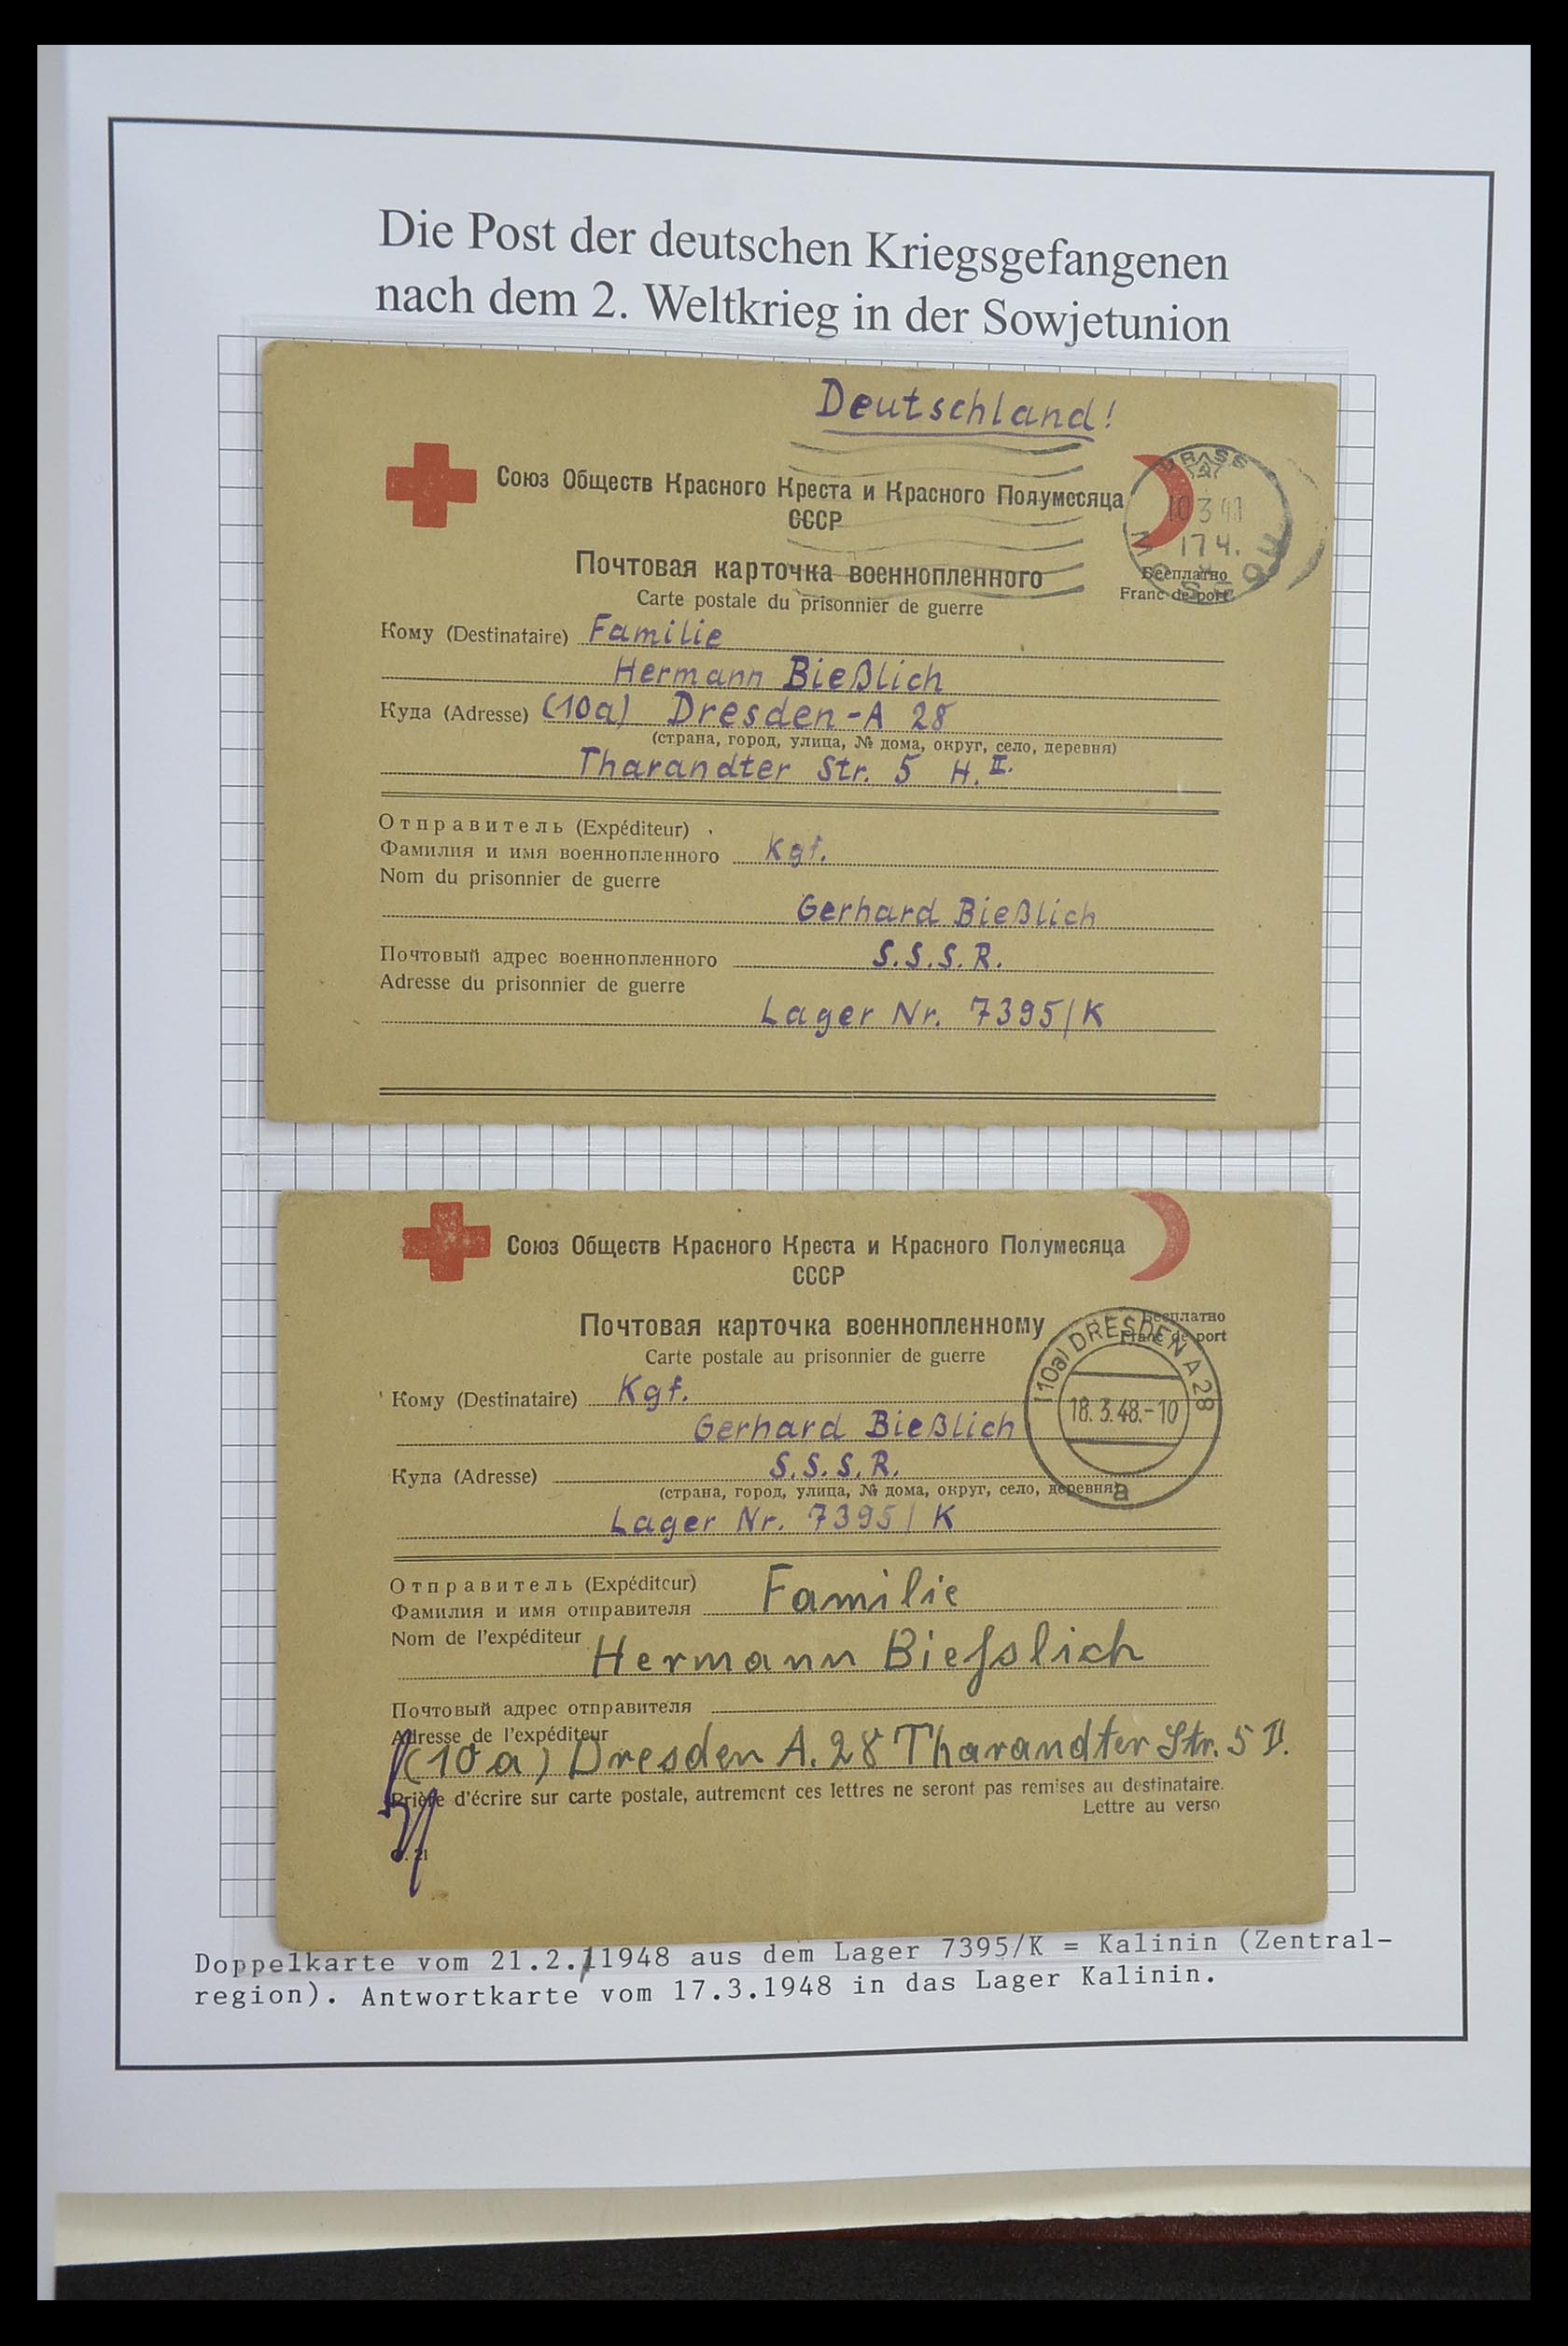 Die Post der deutschen Kriegsgefangenen
nach dem 2. Weltkrieg in der Sowjetunion
Deutschland!
Союз Обществ Красного Креста и Красного Полумесяца
СССР
10 3 48
17 Ч.
Почтовая карточка военнопленного
Carte postale du prisonnier de guerre
Бесплатно
Franc de port
Кому (Destinataire) Familie
Hermann Bießlich
Куда (Adresse) (10a) Dresden-A 28
(страна, город, улица, № дома, округ, село, деревня)
Tharandter Str. 5 H. II.
Отправитель (Expéditeur)
Фамилия и имя военнопленного Kgf.
Nom du prisonnier de guerre
Gerhard Bießlich
Почтовый адрес военнопленного S.S.S.R.
Adresse du prisonnier de guerre
Lager Nr. 7395/K
Союз Обществ Красного Креста и Красного Полумесяца
СССР
Почтовая карточка военнопленному
Carte postale au prisonnier de guerre
Бесплатно
Franc de port
(10a) DRESDEN A 28
18.3.48.-10
a
Кому (Destinataire) Kgf.
Gerhard Bießlich
Куда (Adresse) S.S.S.R.
(страна, город, улица, № дома, округ, село, деревня)
Lager Nr. 7395/K
Отправитель (Expéditeur) Familie
Фамилия и имя отправителя
Nom de l'expéditeur Hermann Bießlich
Почтовый адрес отправителя
Adresse de l'expéditeur
(10a) Dresden A. 28 Tharandter Str. 5 II.
Prière d'écrire sur carte postale, autrement ces lettres ne seront pas remises au destinataire.
Lettre au verso
Doppelkarte vom 21.2.11948 aus dem Lager 7395/K = Kalinin (Zentral-
region). Antwortkarte vom 17.3.1948 in das Lager Kalinin.